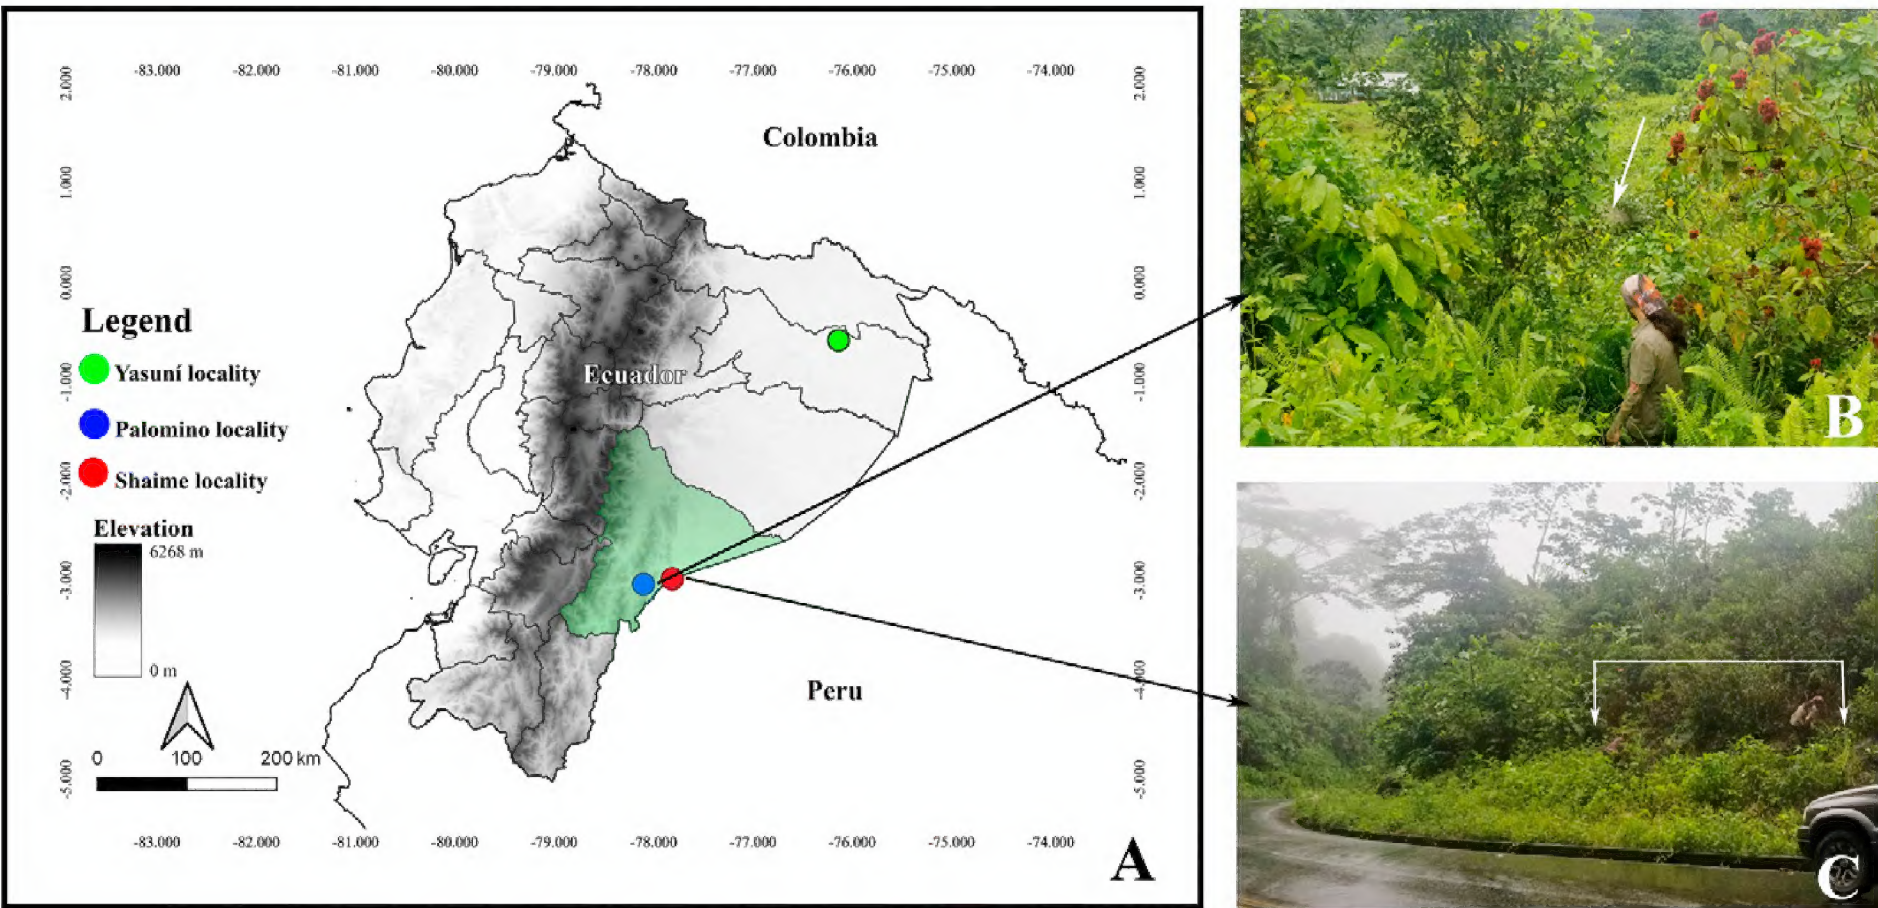 -83.000 -82.000 -81.000 -80.000 -79.000 -78.000 -77.000 -76.000 -75.000 -74.000
2.000
1.000
0.000
-1.000
-2.000
-3.000
-4.000
-5.000
Colombia
Ecuador
Peru
Legend
Yasuní locality
Palomino locality
Shaime locality
Elevation
6268 m
0 m
0 100 200 km
2.000
1.000
0.000
-1.000
-2.000
-3.000
-4.000
-5.000
-83.000 -82.000 -81.000 -80.000 -79.000 -78.000 -77.000 -76.000 -75.000 -74.000
A
B
C